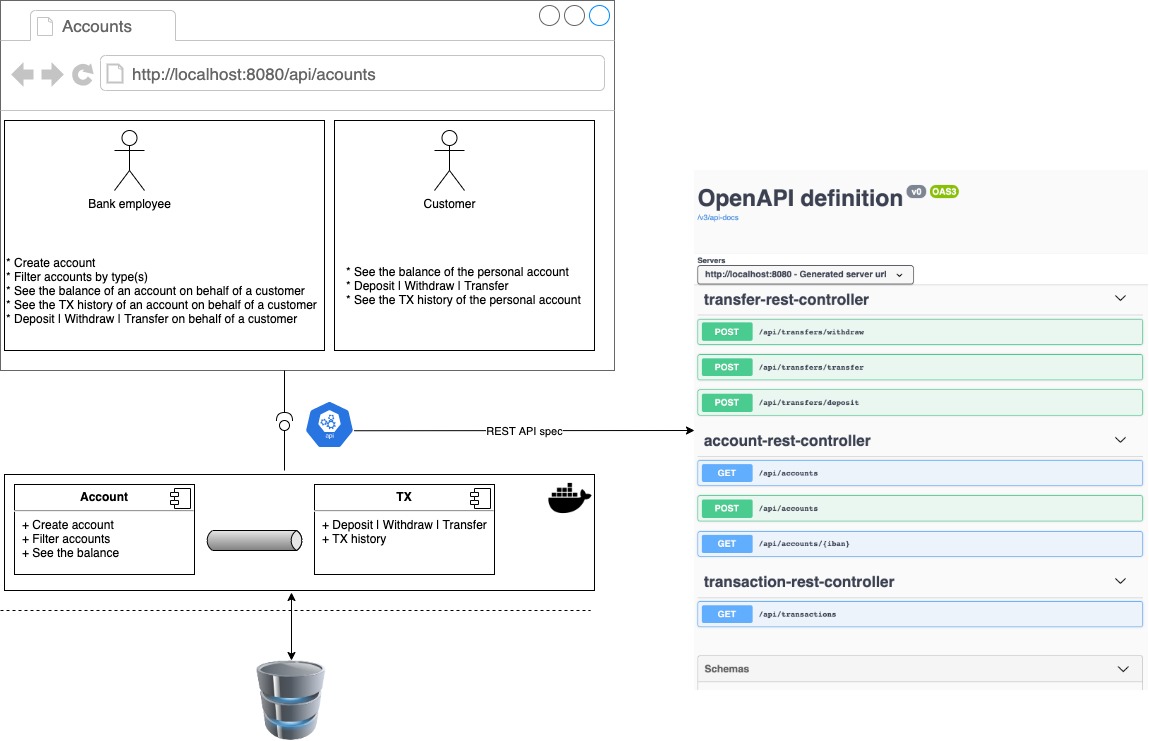 Accounts
http://localhost:8080/api/acounts
Bank employee
* Create account
* Filter accounts by type(s)
* See the balance of an account on behalf of a customer
* See the TX history of an account on behalf of a customer
* Deposit | Withdraw | Transfer on behalf of a customer
Customer
* See the balance of the personal account
* Deposit | Withdraw | Transfer
* See the TX history of the personal account
api
REST API spec
Account
+ Create account
+ Filter accounts
+ See the balance
TX
+ Deposit | Withdraw | Transfer
+ TX history
OpenAPI definition v0 OAS3
/v3/api-docs
Servers
http://localhost:8080 - Generated server url
transfer-rest-controller
POST /api/transfers/withdraw
POST /api/transfers/transfer
POST /api/transfers/deposit
account-rest-controller
GET /api/accounts
POST /api/accounts
GET /api/accounts/{iban}
transaction-rest-controller
GET /api/transactions
Schemas